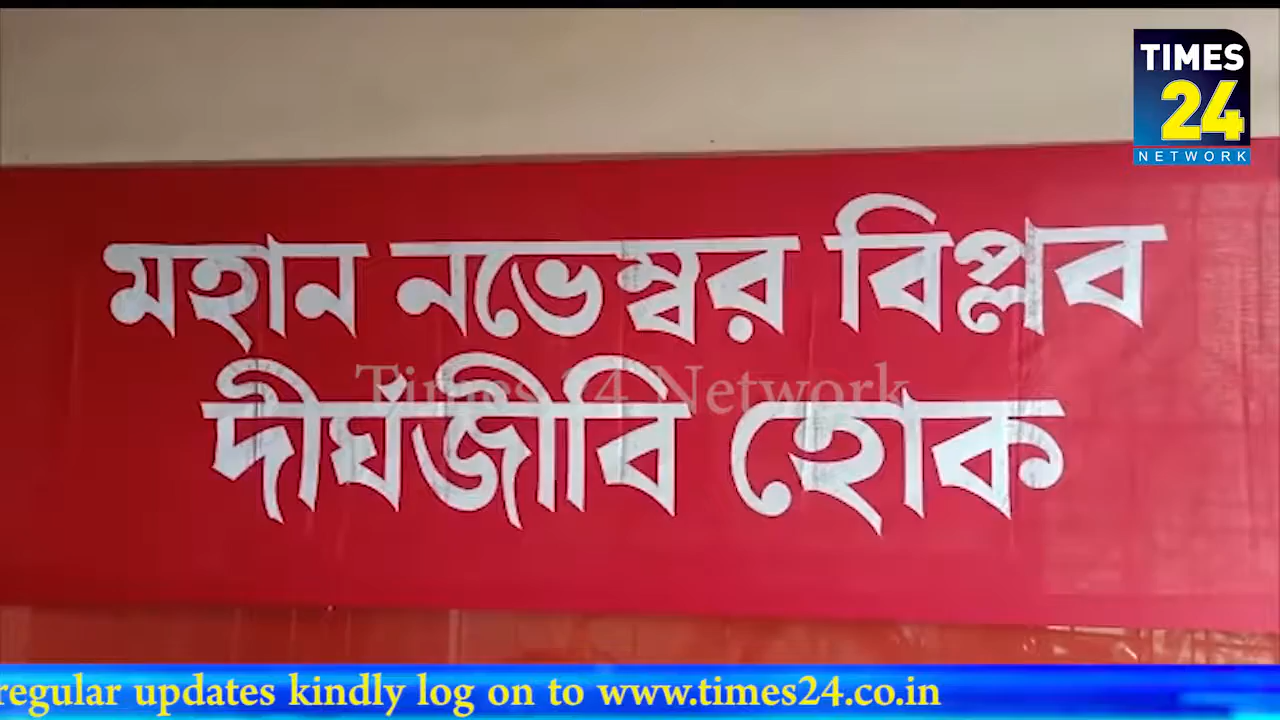 TIMES
24
NETWORK
মহান নভেম্বর বিপ্লব
Times 24 Network
দীর্ঘজীবি হোক
regular updates kindly log on to www.times24.co.in